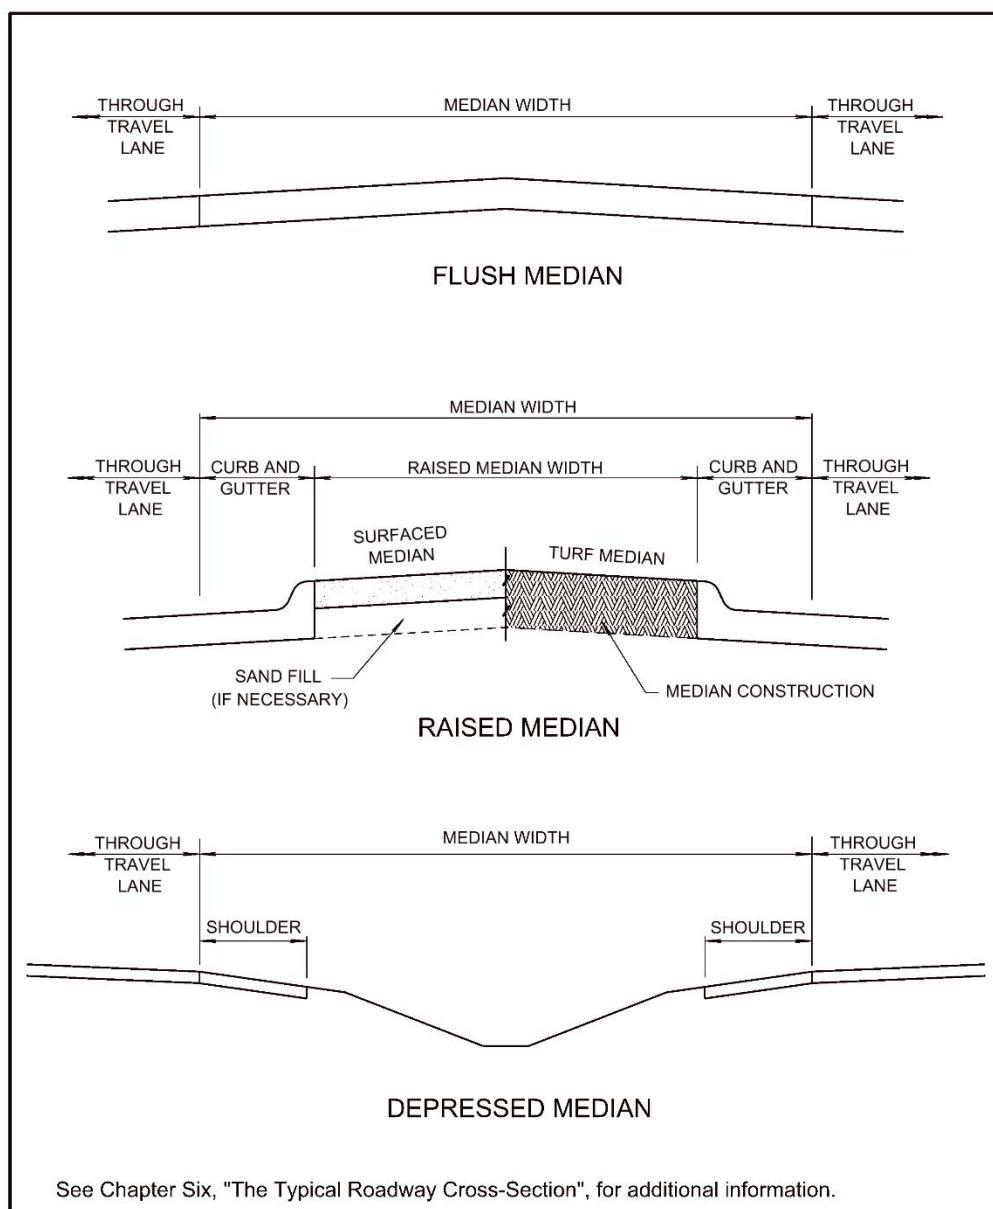 THROUGH
TRAVEL
LANE
MEDIAN WIDTH
THROUGH
TRAVEL
LANE
FLUSH MEDIAN
MEDIAN WIDTH
THROUGH
TRAVEL
LANE
CURB AND
GUTTER
RAISED MEDIAN WIDTH
CURB AND
GUTTER
THROUGH
TRAVEL
LANE
SURFACED
MEDIAN
TURF MEDIAN
SAND FILL
(IF NECESSARY)
MEDIAN CONSTRUCTION
RAISED MEDIAN
THROUGH
TRAVEL
LANE
MEDIAN WIDTH
THROUGH
TRAVEL
LANE
SHOULDER
SHOULDER
DEPRESSED MEDIAN
See Chapter Six, "The Typical Roadway Cross-Section", for additional information.